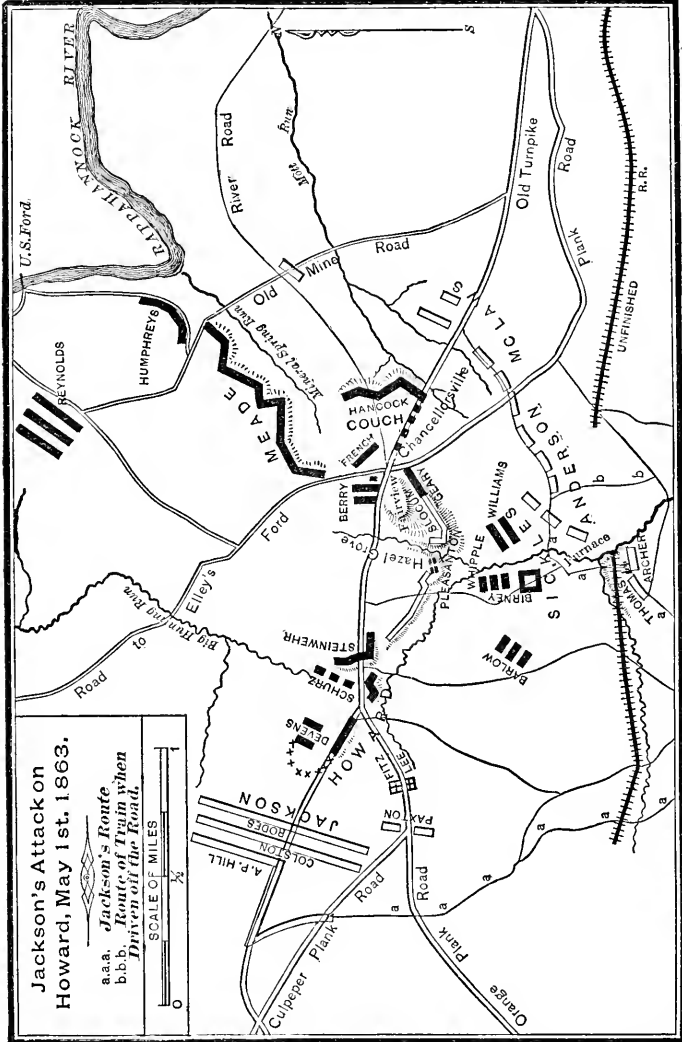 Jackson's Attack on
Howard, May 1st. 1863.
a.a.a. Jackson's Route
b.b.b. Route of Train when
Driven off the Road.
SCALE OF MILES
0 ½ 1
U.S. Ford.
RAPPAHANNOCK RIVER
REYNOLDS
HUMPHREYS
MEADE
Mineral Spring Run
Old Mine Road
River Road
Mott Run
N
S
Old Turnpike
Plank Road
UNFINISHED R.R.
MCLAWS
ANDERSON
HANCOCK
COUCH
FRENCH
Chancellorsville
BERRY
Fairview
SLOCUM
GEARY
Hazel Grove
PLEASANTON
WILLIAMS
WHIPPLE
SICKLES
BIRNEY
BARLOW
Furnace
THOMAS
ARCHER
Road to Elley's Ford
Big Hunting Run
STEINWEHR.
SCHURZ
DEVENS
HOWARD
JACKSON
RODES
COLSTON
A.P. HILL
FITZ LEE
PAXTON
Culpeper Plank Road
Orange Plank Road
a
a
a
a
a
a
a
a
b
b